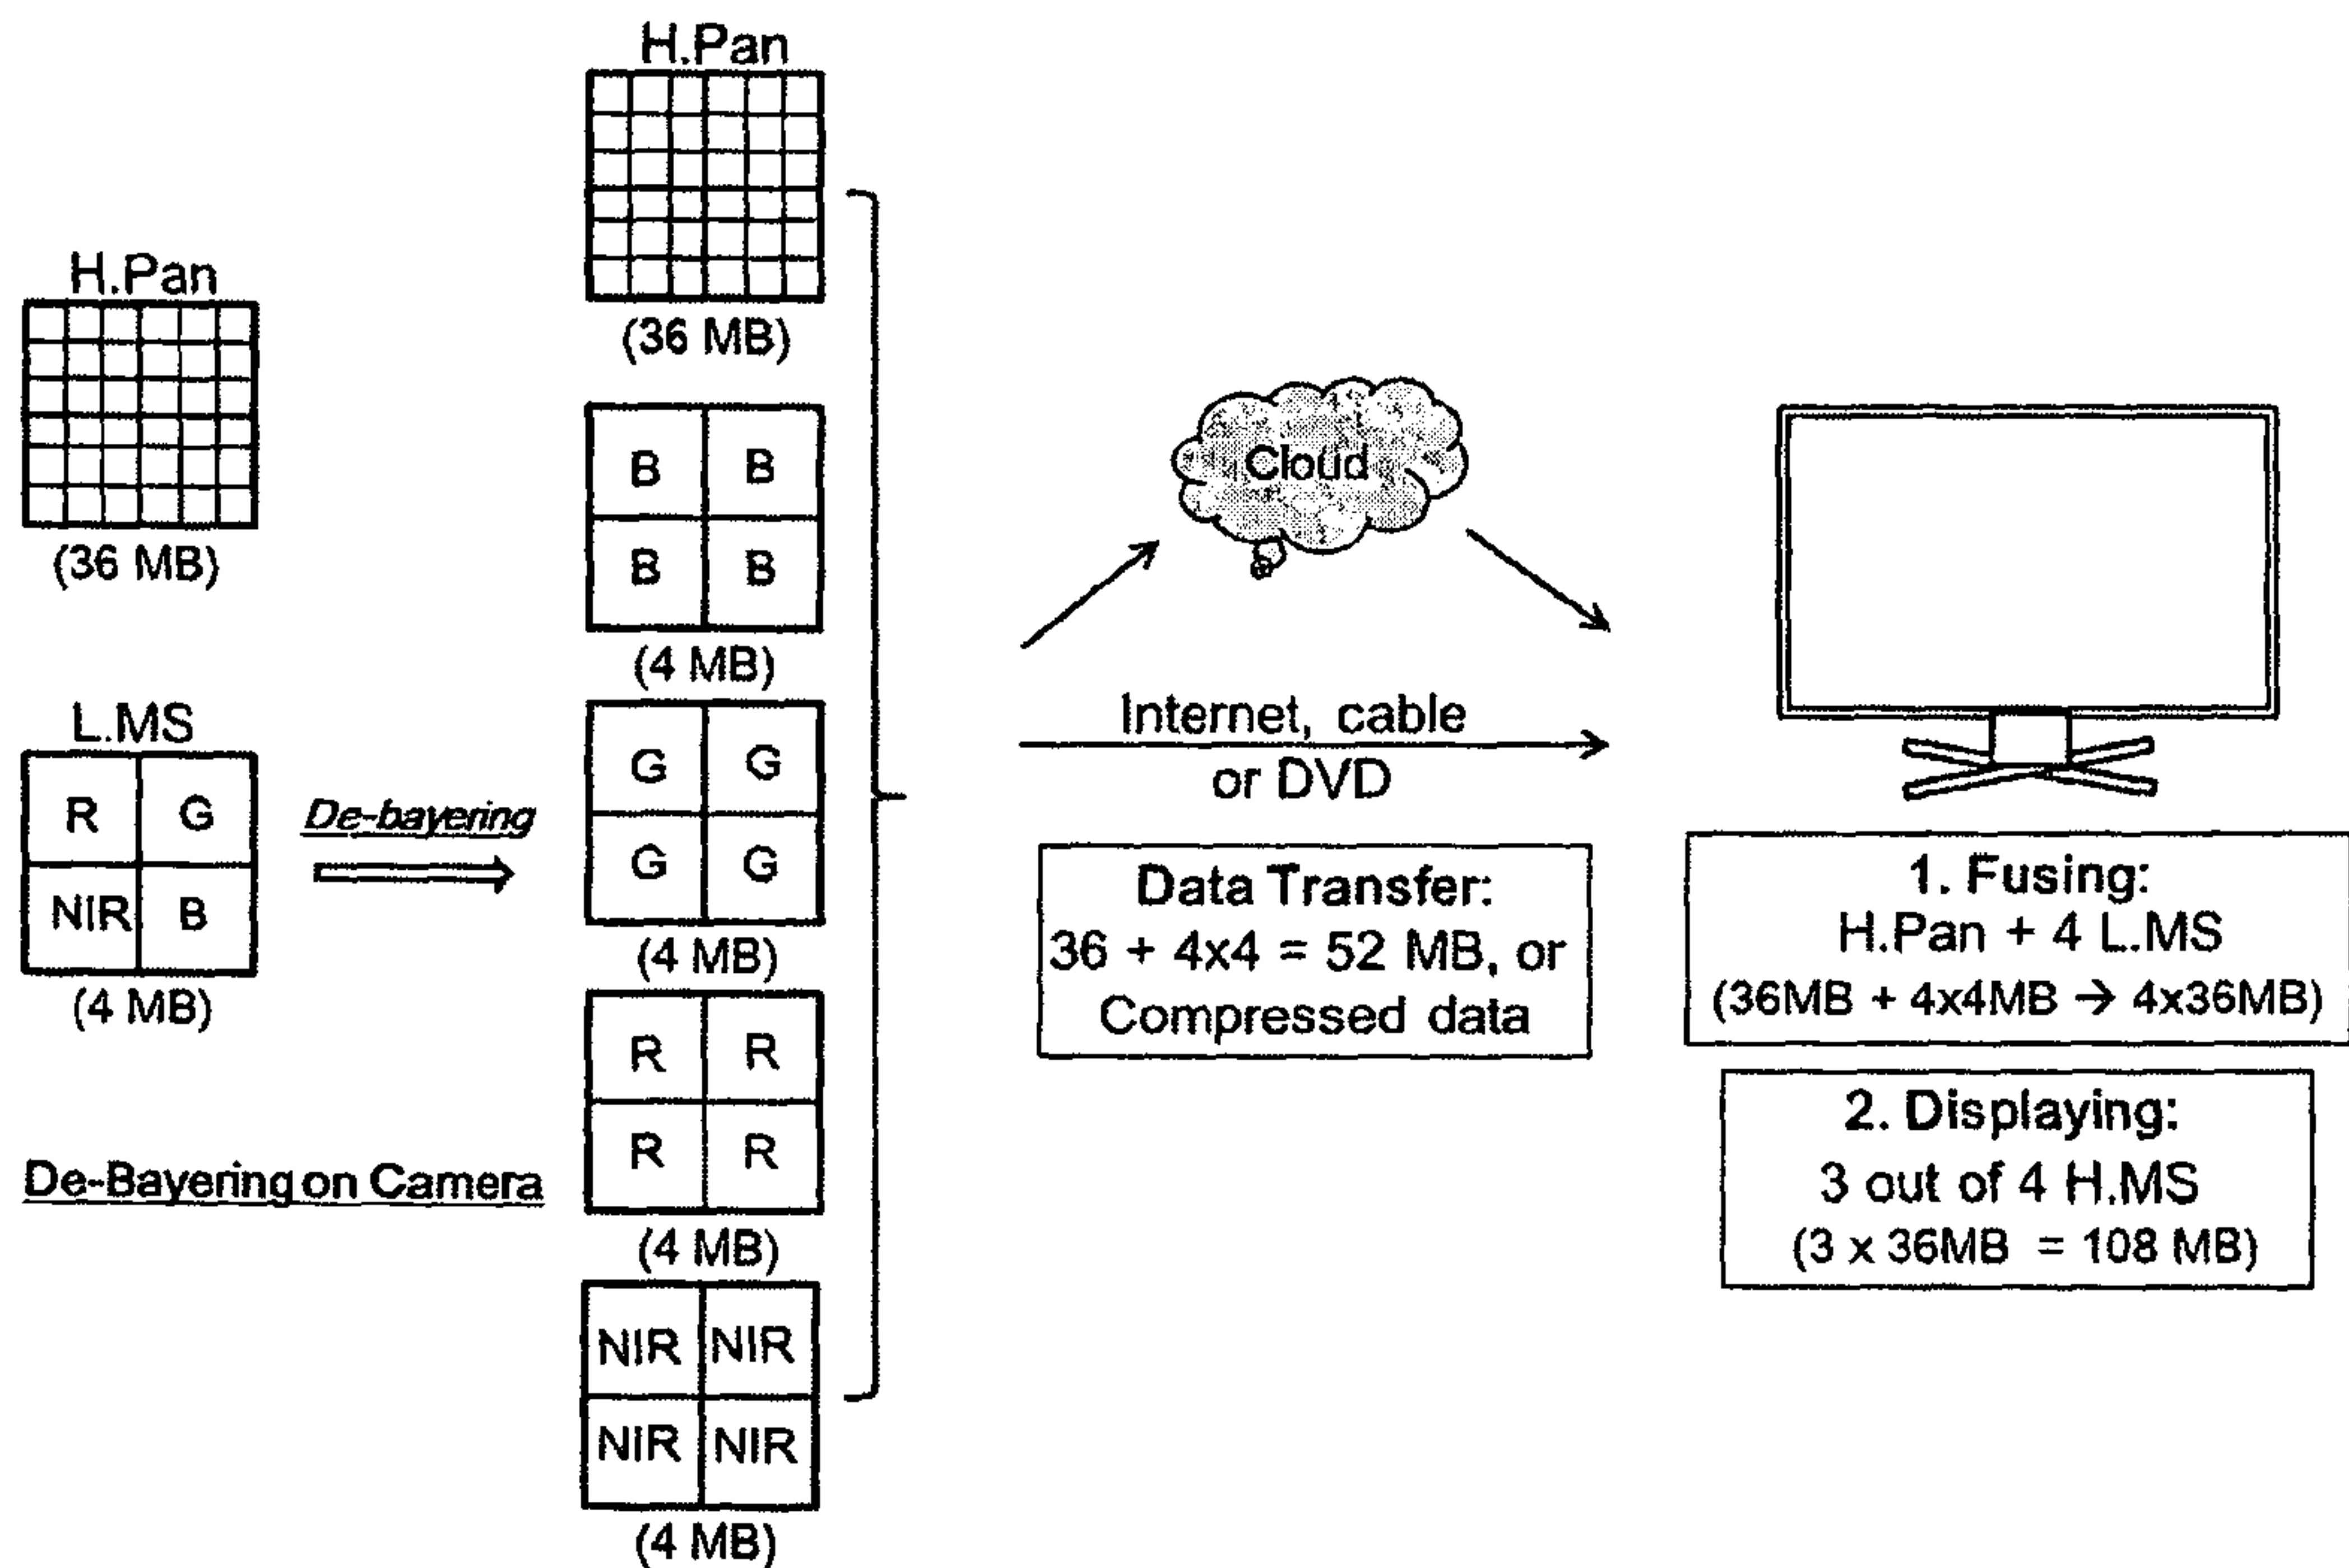 H.Pan
(36 MB)
L.MS
R G
NIR B
(4 MB)
De-bayering
De-Bayering on Camera
H.Pan
(36 MB)
B B
B B
(4 MB)
G G
G G
(4 MB)
R R
R R
(4 MB)
NIR NIR
NIR NIR
(4 MB)
Cloud
Internet, cable
or DVD
Data Transfer:
36 + 4x4 = 52 MB, or
Compressed data
1. Fusing:
H.Pan + 4 L.MS
(36MB + 4x4MB → 4x36MB)
2. Displaying:
3 out of 4 H.MS
(3 x 36MB = 108 MB)